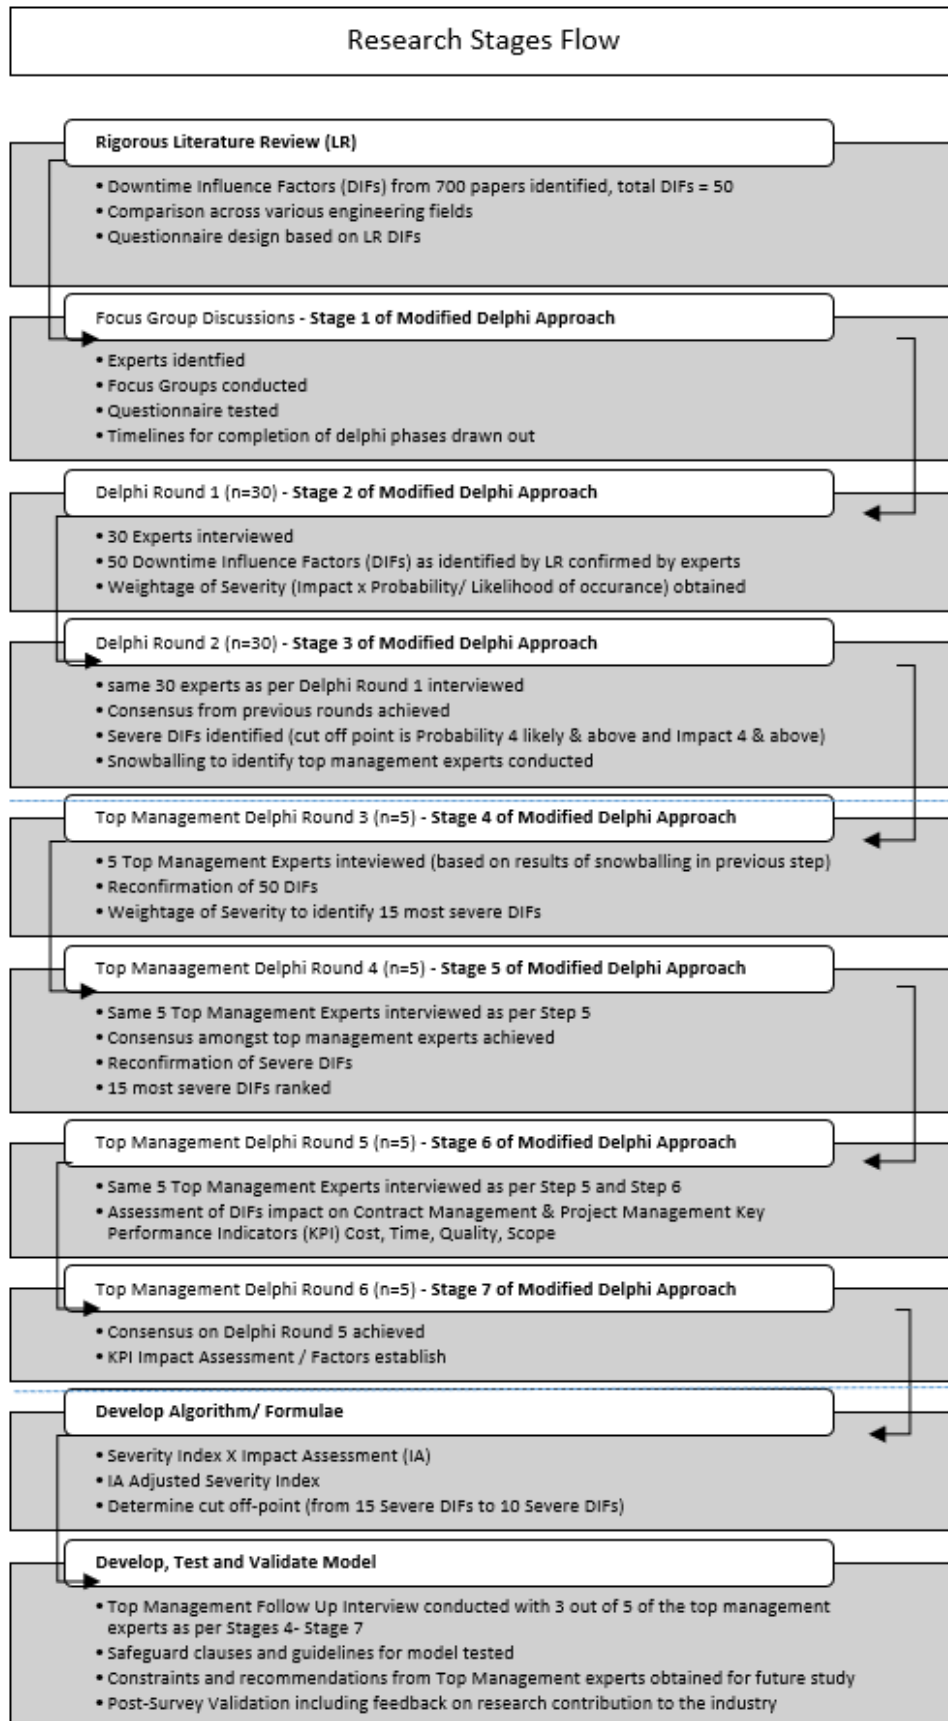 Research Stages Flow
Rigorous Literature Review (LR)
• Downtime Influence Factors (DIFs) from 700 papers identified, total DIFs = 50
• Comparison across various engineering fields
• Questionnaire design based on LR DIFs
Focus Group Discussions - Stage 1 of Modified Delphi Approach
• Experts identfied
• Focus Groups conducted
• Questionnaire tested
• Timelines for completion of delphi phases drawn out
Delphi Round 1 (n=30) - Stage 2 of Modified Delphi Approach
• 30 Experts interviewed
• 50 Downtime Influence Factors (DIFs) as identified by LR confirmed by experts
• Weightage of Severity (Impact x Probability/ Likelihood of occurance) obtained
Delphi Round 2 (n=30) - Stage 3 of Modified Delphi Approach
• same 30 experts as per Delphi Round 1 interviewed
• Consensus from previous rounds achieved
• Severe DIFs identified (cut off point is Probability 4 likely & above and Impact 4 & above)
• Snowballing to identify top management experts conducted
Top Management Delphi Round 3 (n=5) - Stage 4 of Modified Delphi Approach
• 5 Top Management Experts inteviewed (based on results of snowballing in previous step)
• Reconfirmation of 50 DIFs
• Weightage of Severity to identify 15 most severe DIFs
Top Manaagement Delphi Round 4 (n=5) - Stage 5 of Modified Delphi Approach
• Same 5 Top Management Experts interviewed as per Step 5
• Consensus amongst top management experts achieved
• Reconfirmation of Severe DIFs
• 15 most severe DIFs ranked
Top Management Delphi Round 5 (n=5) - Stage 6 of Modified Delphi Approach
• Same 5 Top Management Experts interviewed as per Step 5 and Step 6
• Assessment of DIFs impact on Contract Management & Project Management Key
Performance Indicators (KPI) Cost, Time, Quality, Scope
Top Management Delphi Round 6 (n=5) - Stage 7 of Modified Delphi Approach
• Consensus on Delphi Round 5 achieved
• KPI Impact Assessment / Factors establish
Develop Algorithm/ Formulae
• Severity Index X Impact Assessment (IA)
• IA Adjusted Severity Index
• Determine cut off-point (from 15 Severe DIFs to 10 Severe DIFs)
Develop, Test and Validate Model
• Top Management Follow Up Interview conducted with 3 out of 5 of the top management
experts as per Stages 4- Stage 7
• Safeguard clauses and guidelines for model tested
• Constraints and recommendations from Top Management experts obtained for future study
• Post-Survey Validation including feedback on research contribution to the industry